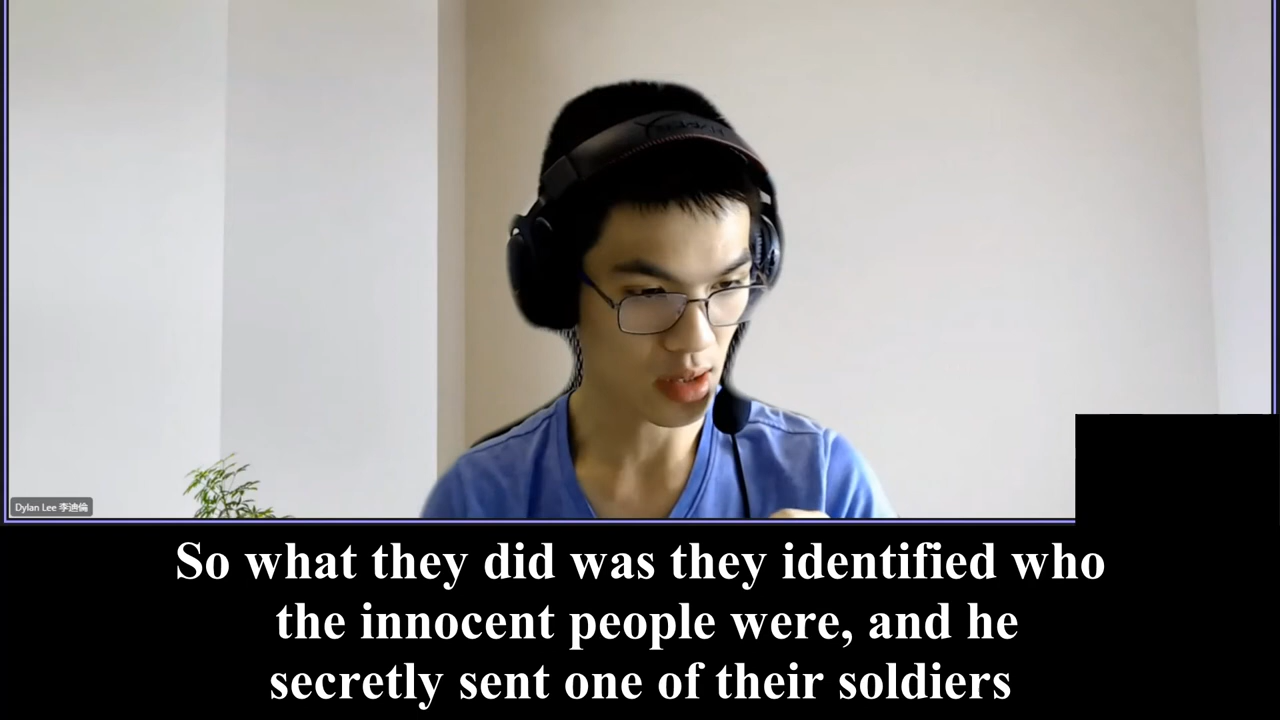 Dylan Lee 李迪倫
So what they did was they identified who
the innocent people were, and he
secretly sent one of their soldiers